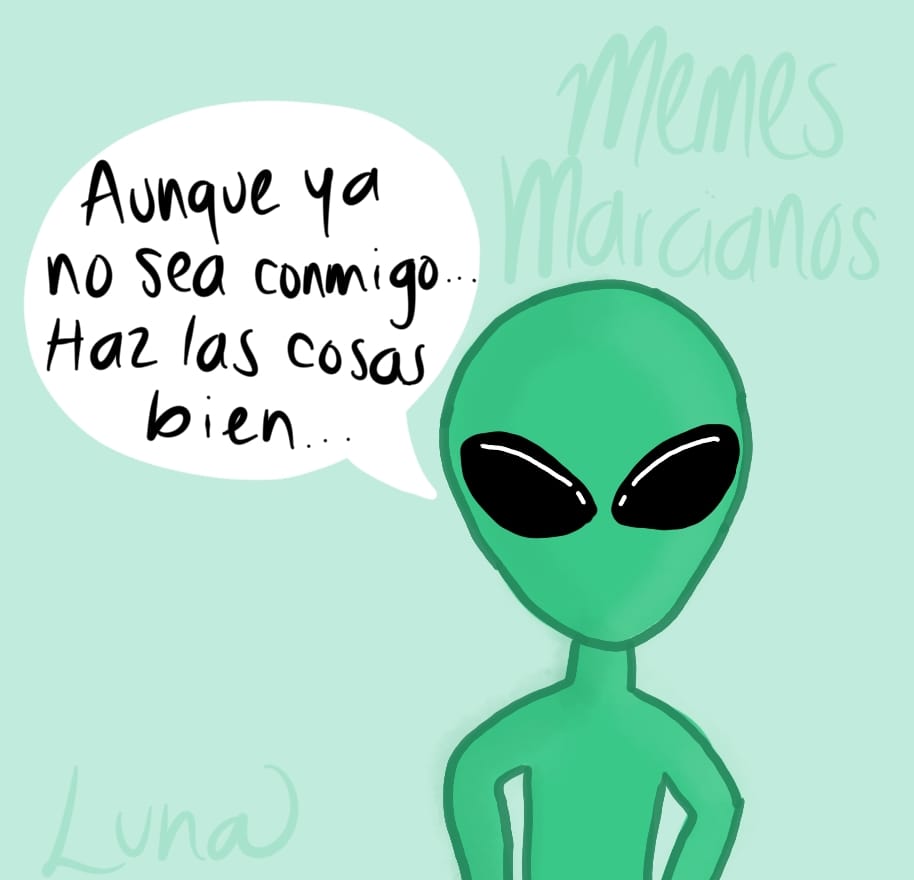 Memes
Marcianos
Aunque ya
no sea conmigo...
Haz las cosas
bien...
Luna